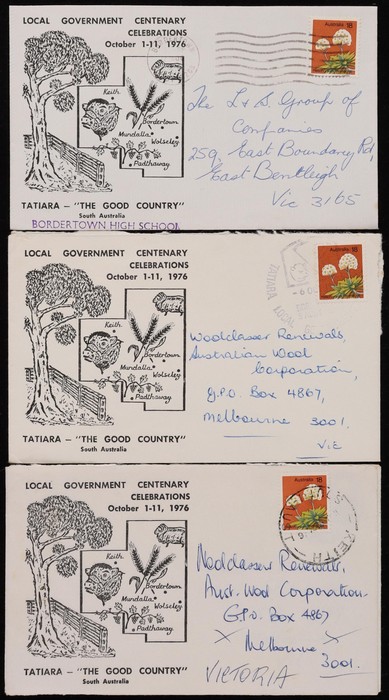 LOCAL GOVERNMENT CENTENARY
CELEBRATIONS
October 1-11, 1976
Keith
Bordertown
Mundalla
Wolseley
Padthaway
TATIARA — "THE GOOD COUNTRY"
South Australia
BORDERTOWN HIGH SCHOOL
Australia 18
The L & S Group of
Companies
259, East Boundary Rd,
East Bentleigh
Vic 3165
LOCAL GOVERNMENT CENTENARY
CELEBRATIONS
October 1-11, 1976
Keith
Bordertown
Mundalla
Wolseley
Padthaway
TATIARA — "THE GOOD COUNTRY"
South Australia
Australia 18
TATIARA
Woolclasser Renewals,
Australian Wool
Corporation,
G.P.O. Box 4867,
Melbourne 3001.
VIC
LOCAL GOVERNMENT CENTENARY
CELEBRATIONS
October 1-11, 1976
Keith
Bordertown
Mundalla
Wolseley
Padthaway
TATIARA — "THE GOOD COUNTRY"
South Australia
Australia 18
KEITH
Woolclasser Renewals,
Aust. Wool Corporation
G.P.O. Box 4867
Melbourne
3001.
VICTORIA